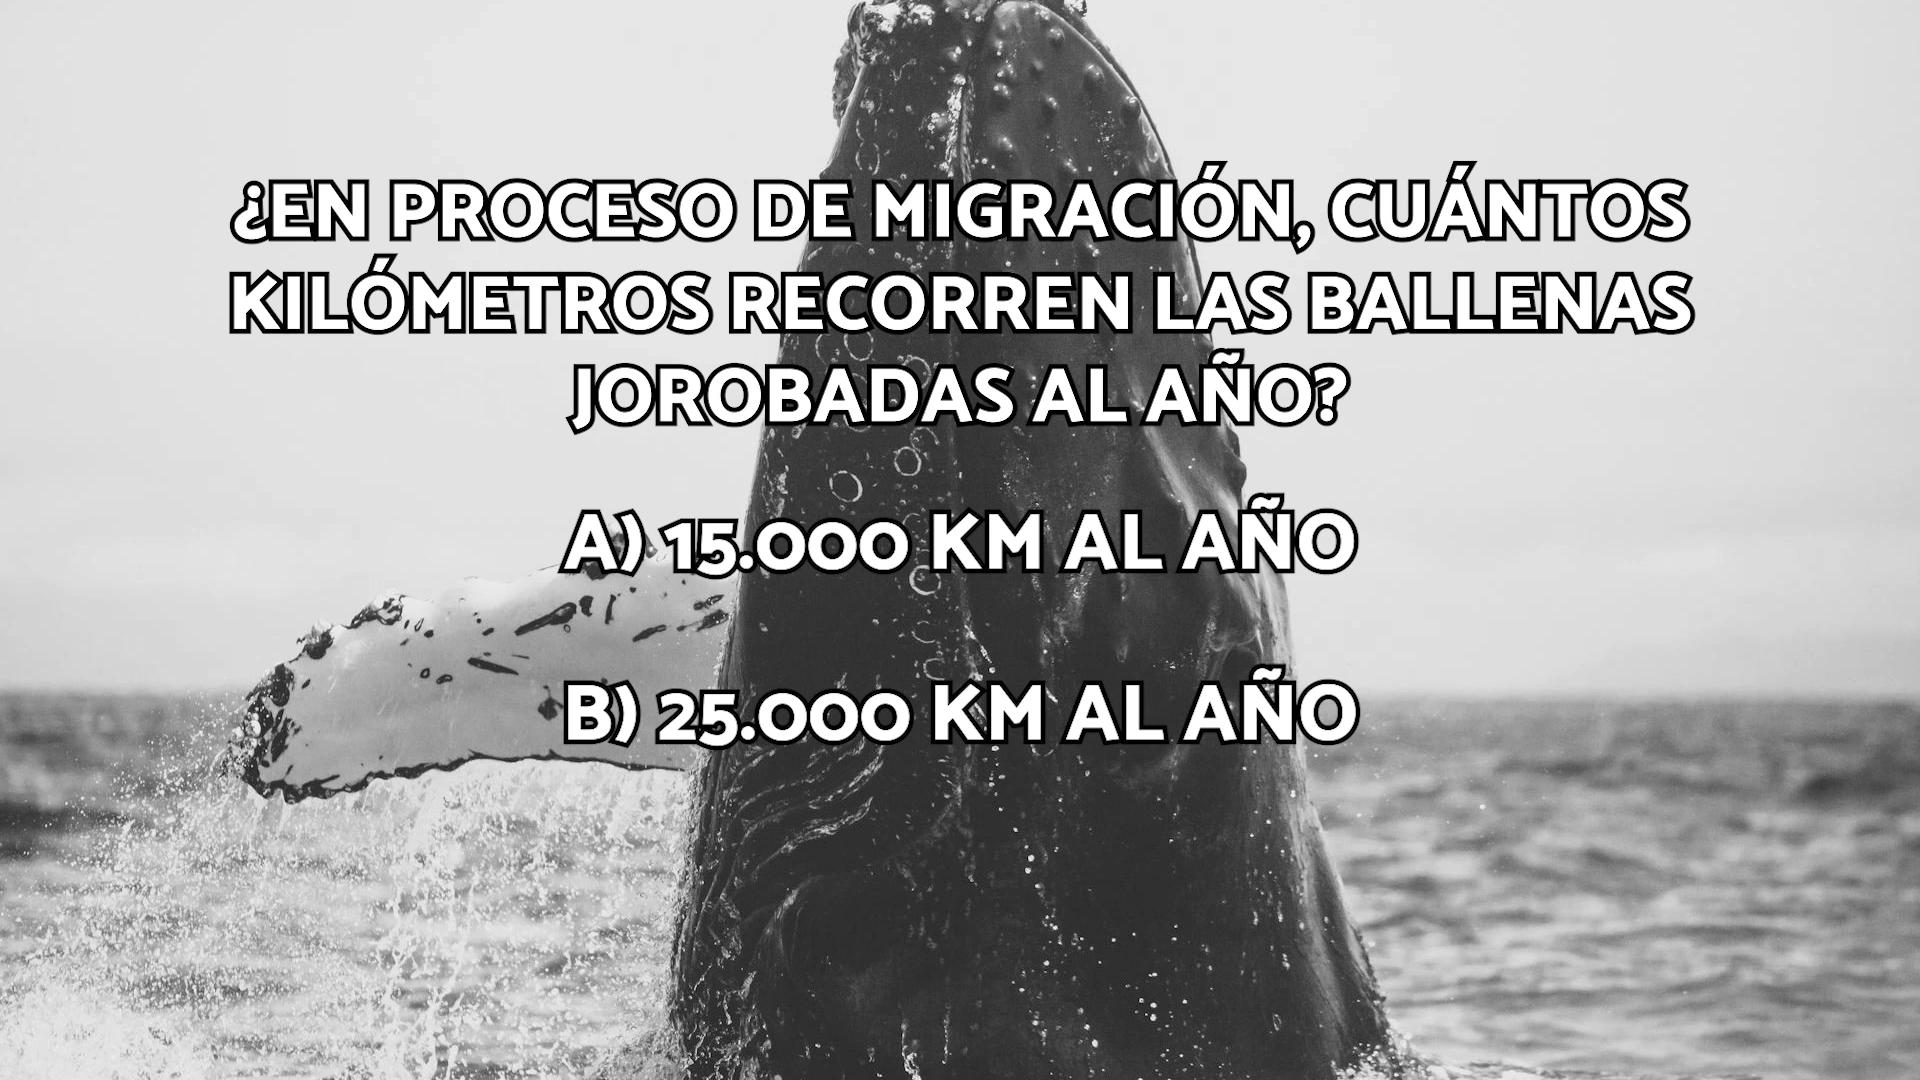 ¿EN PROCESO DE MIGRACIÓN, CUÁNTOS
KILÓMETROS RECORREN LAS BALLENAS
JOROBADAS AL AÑO?
A) 15.000 KM AL AÑO
B) 25.000 KM AL AÑO